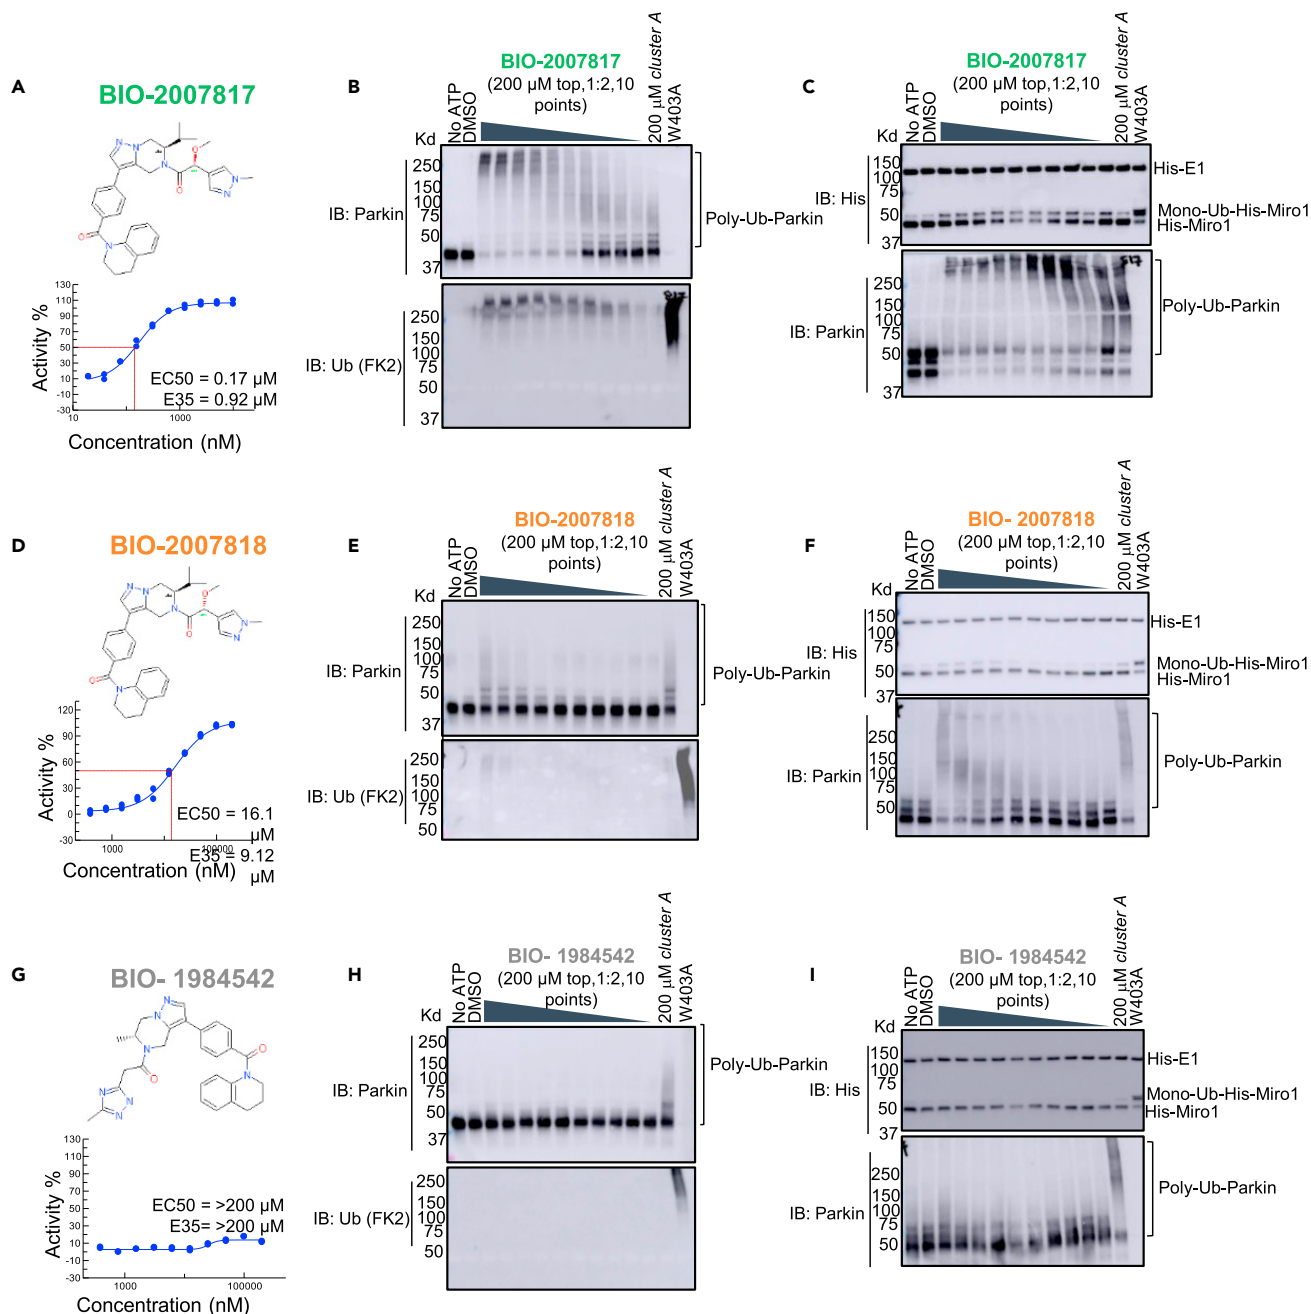 A
BIO-2007817
130
110
90
70
50
30
10
-10
-30
Activity %
EC50 = 0.17 µM
E35 = 0.92 µM
10
1000
Concentration (nM)
B
BIO-2007817
(200 µM top,1:2,10
points)
No ATP
DMSO
200 µM cluster A
W403A
Kd
250
150
100
75
50
37
IB: Parkin
Poly-Ub-Parkin
250
150
100
75
50
37
IB: Ub (FK2)
C
BIO-2007817
(200 µM top,1:2,10
points)
No ATP
DMSO
200 µM cluster A
W403A
Kd
150
100
75
50
37
IB: His
His-E1
Mono-Ub-His-Miro1
His-Miro1
250
150
100
75
50
37
IB: Parkin
Poly-Ub-Parkin
D
BIO-2007818
120
90
60
30
0
-30
Activity %
EC50 = 16.1
µM
E35 = 9.12
µM
1000
100000
Concentration (nM)
E
BIO-2007818
(200 µM top,1:2,10
points)
No ATP
DMSO
200 µM cluster A
W403A
Kd
250
150
100
75
50
37
IB: Parkin
Poly-Ub-Parkin
250
150
100
75
50
IB: Ub (FK2)
F
BIO- 2007818
(200 µM top,1:2,10
points)
No ATP
DMSO
200 µM cluster A
W403A
Kd
150
100
75
50
37
IB: His
His-E1
Mono-Ub-His-Miro1
His-Miro1
250
150
100
75
50
37
IB: Parkin
Poly-Ub-Parkin
G
BIO- 1984542
130
110
90
70
50
30
10
-10
-30
Activity %
EC50 = >200 µM
E35= >200 µM
1000
100000
Concentration (nM)
H
BIO- 1984542
(200 µM top,1:2,10
points)
No ATP
DMSO
200 µM cluster A
W403A
Kd
250
150
100
75
50
37
IB: Parkin
Poly-Ub-Parkin
250
150
100
75
50
IB: Ub (FK2)
I
BIO- 1984542
(200 µM top,1:2,10
points)
No ATP
DMSO
200 µM cluster A
W403A
Kd
150
100
75
50
37
IB: His
His-E1
Mono-Ub-His-Miro1
His-Miro1
250
150
100
75
50
IB: Parkin
Poly-Ub-Parkin